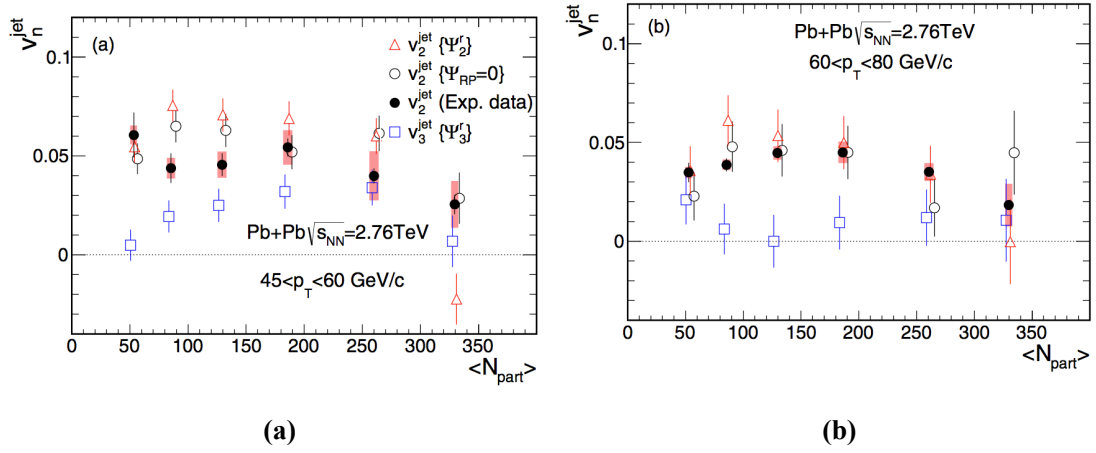 v_n^jet
(a)
0.1
0.05
0
v_2^jet {Ψ_2^r}
v_2^jet {Ψ_RP=0}
v_2^jet (Exp. data)
v_3^jet {Ψ_3^r}
Pb+Pb√s_NN=2.76TeV
45<p_T<60 GeV/c
0 50 100 150 200 250 300 350
<N_part>
(a)
v_n^jet
(b)
0.1
0.05
0
Pb+Pb√s_NN=2.76TeV
60<p_T<80 GeV/c
0 50 100 150 200 250 300 350
<N_part>
(b)